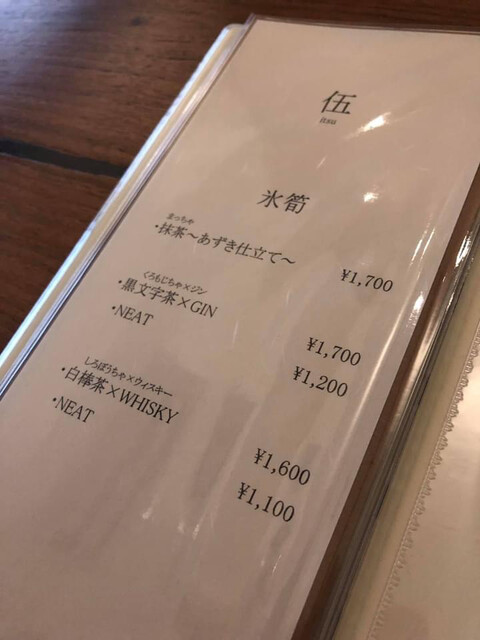 伍
itsu
氷筍
まっちゃ
・抹茶～あずき仕立て～
¥1,700
くろもじちゃ×ジン
・黒文字茶×GIN
¥1,700
・NEAT
¥1,200
しろぼうちゃ×ウィスキー
・白棒茶×WHISKY
¥1,600
・NEAT
¥1,100